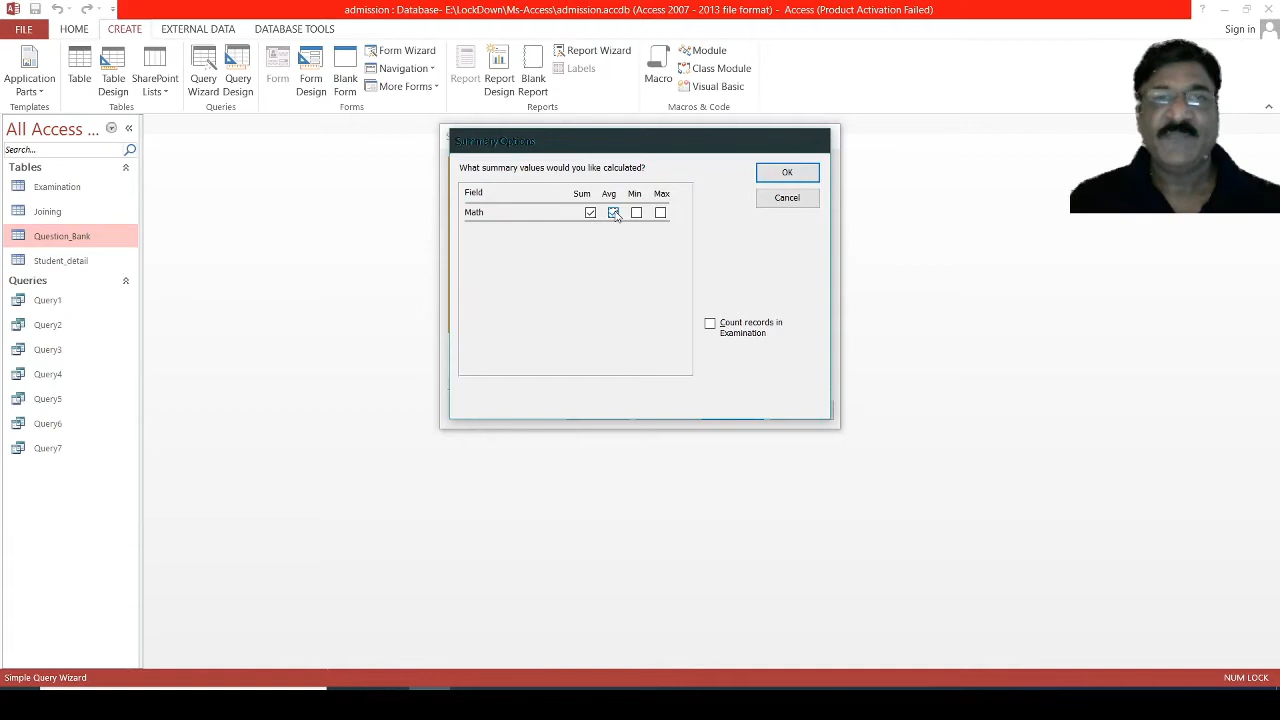 admission : Database- E:\LockDown\Ms-Access\admission.accdb (Access 2007 - 2013 file format) - Access (Product Activation Failed)
FILE HOME CREATE EXTERNAL DATA DATABASE TOOLS Sign in
Application Parts
Templates
Table
Table Design
SharePoint Lists
Tables
Query Wizard
Query Design
Queries
Form
Form Design
Blank Form
Form Wizard
Navigation
More Forms
Forms
Report
Report Design
Blank Report
Report Wizard
Labels
Reports
Macro
Module
Class Module
Visual Basic
Macros & Code
All Access ...
Search...
Tables
Examination
Joining
Question_Bank
Student_detail
Queries
Query1
Query2
Query3
Query4
Query5
Query6
Query7
Summary Options
What summary values would you like calculated?
Field Sum Avg Min Max
Math
OK
Cancel
Count records in
Examination
Simple Query Wizard NUM LOCK